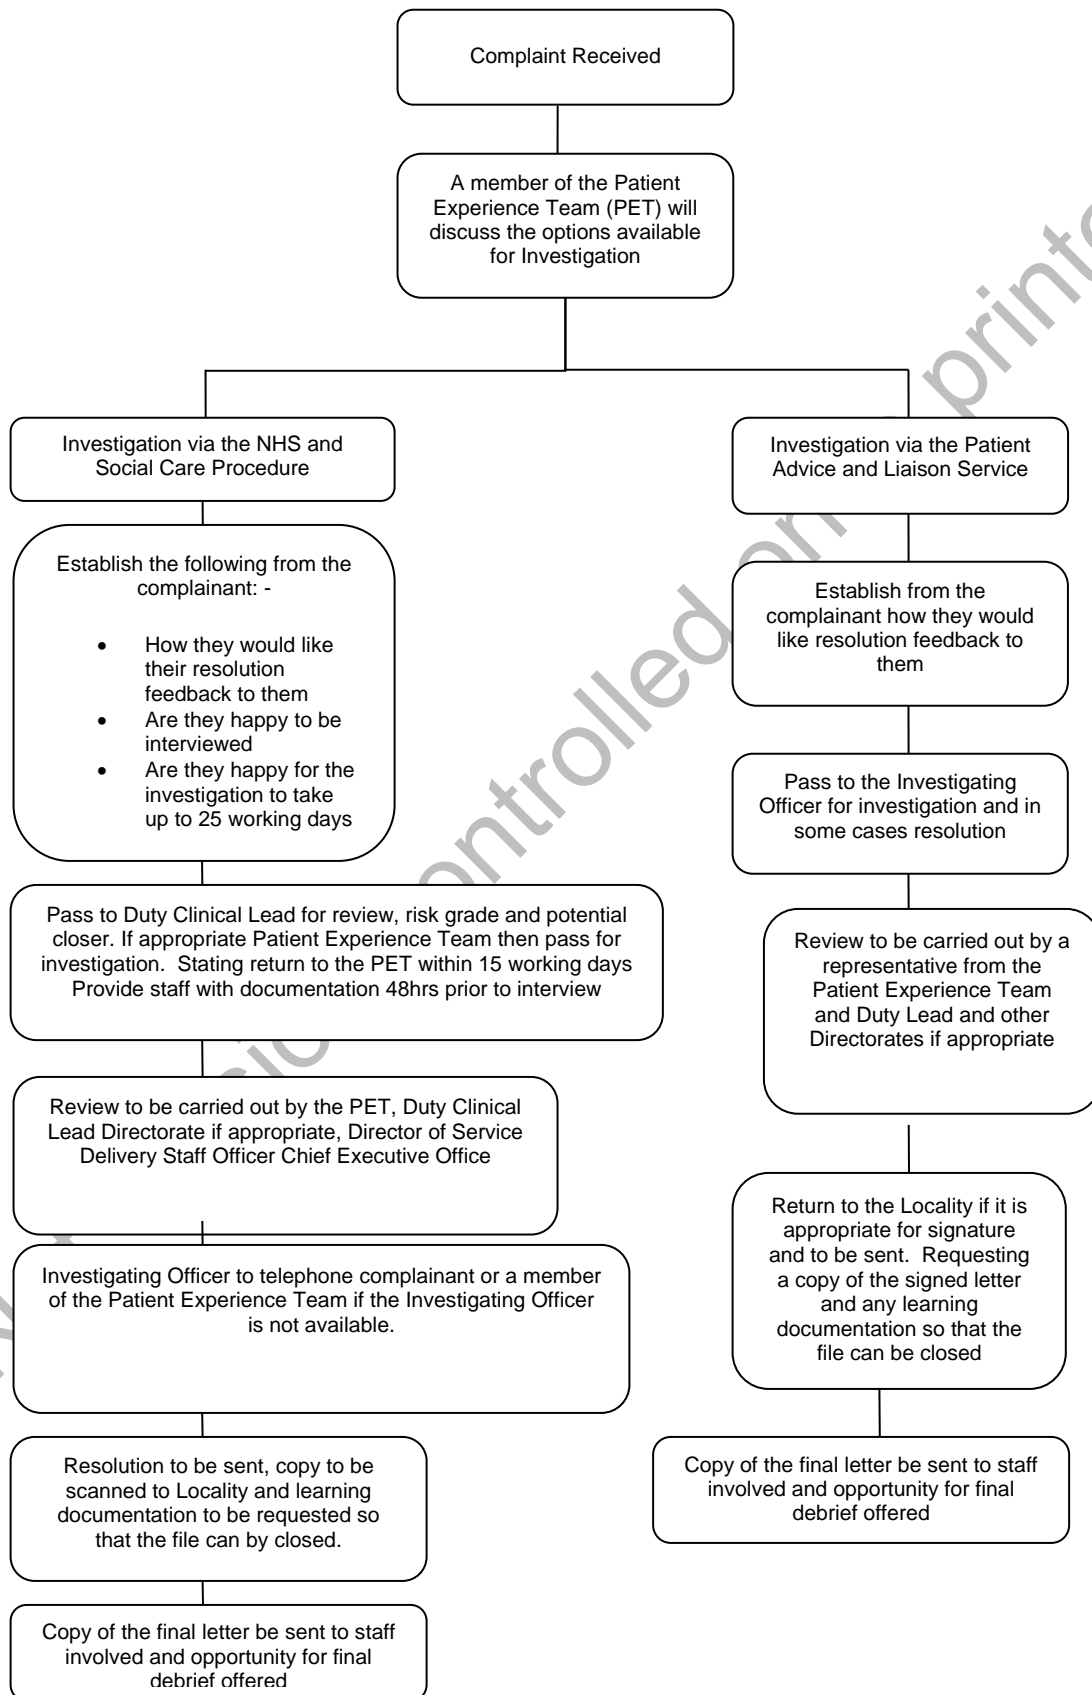 Complaint Received
A member of the Patient
Experience Team (PET) will
discuss the options available
for Investigation
Investigation via the NHS and
Social Care Procedure
Establish the following from the
complainant: -
• How they would like
their resolution
feedback to them
• Are they happy to be
interviewed
• Are they happy for the
investigation to take
up to 25 working days
Pass to Duty Clinical Lead for review, risk grade and potential
closer. If appropriate Patient Experience Team then pass for
investigation.  Stating return to the PET within 15 working days
Provide staff with documentation 48hrs prior to interview
Review to be carried out by the PET, Duty Clinical
Lead Directorate if appropriate, Director of Service
Delivery Staff Officer Chief Executive Office
Investigating Officer to telephone complainant or a member
of the Patient Experience Team if the Investigating Officer
is not available.
Resolution to be sent, copy to be
scanned to Locality and learning
documentation to be requested so
that the file can by closed.
Copy of the final letter be sent to staff
involved and opportunity for final
debrief offered
Investigation via the Patient
Advice and Liaison Service
Establish from the
complainant how they would
like resolution feedback to
them
Pass to the Investigating
Officer for investigation and in
some cases resolution
Review to be carried out by a
representative from the
Patient Experience Team
and Duty Lead and other
Directorates if appropriate
Return to the Locality if it is
appropriate for signature
and to be sent.  Requesting
a copy of the signed letter
and any learning
documentation so that the
file can be closed
Copy of the final letter be sent to staff
involved and opportunity for final
debrief offered